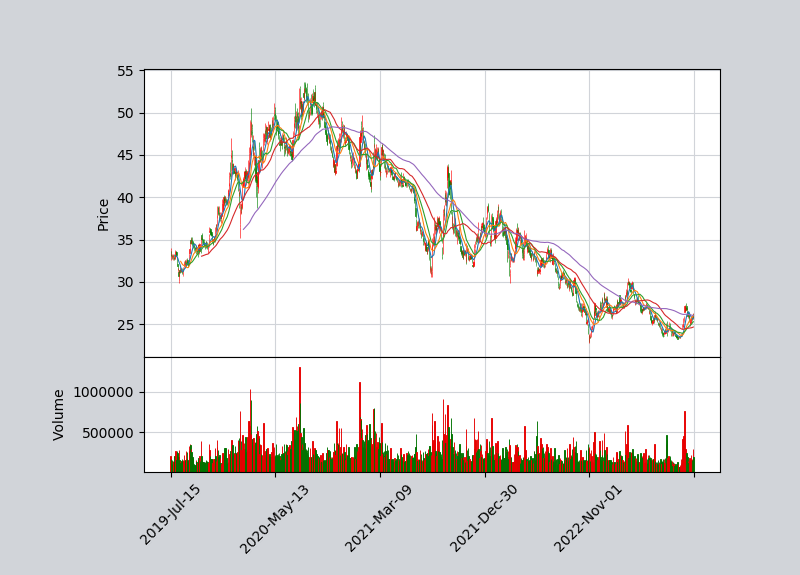 55
50
45
40
35
30
25
Price
1000000
500000
Volume
2019-Jul-15
2020-May-13
2021-Mar-09
2021-Dec-30
2022-Nov-01